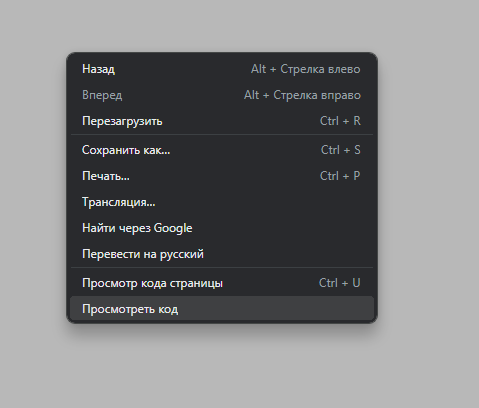 Назад Alt + Стрелка влево
Вперед Alt + Стрелка вправо
Перезагрузить Ctrl + R
Сохранить как... Ctrl + S
Печать... Ctrl + P
Трансляция...
Найти через Google
Перевести на русский
Просмотр кода страницы Ctrl + U
Просмотреть код